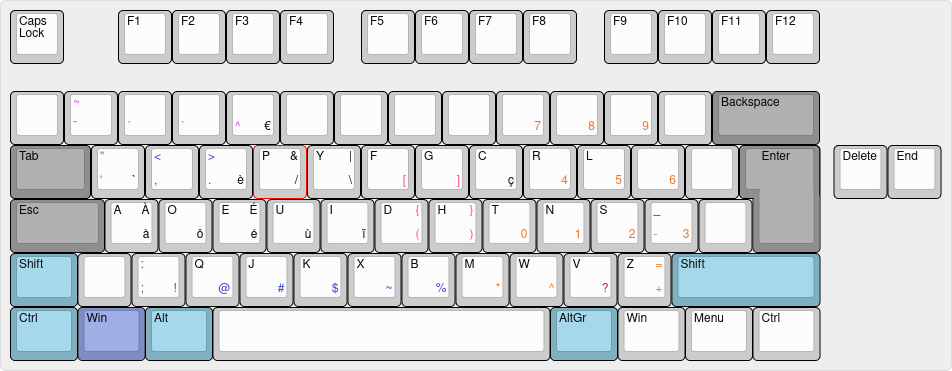 Caps Lock F1 F2 F3 F4 F5 F6 F7 F8 F9 F10 F11 F12
~ Backspace
¨ ´ ` ^ € 7 8 9
Tab " < > P & Y | F G C R L Enter Delete End
' ` , . è / \ [ ] ç 4 5 6
Esc A À O E É U I D { H } T N S _
à ô é ù ï ( ) 0 1 2 - 3
Shift : Q J K X B M W V Z = Shift
; ! @ # $ ~ % * ^ ? +
Ctrl Win Alt AltGr Win Menu Ctrl